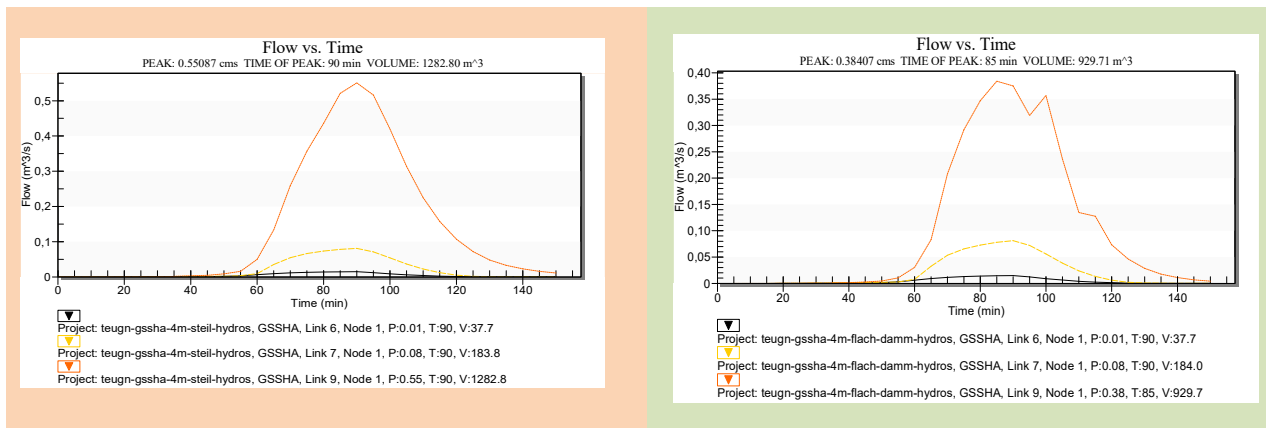 Flow vs. Time
PEAK: 0.55087 cms TIME OF PEAK: 90 min VOLUME: 1282.80 m^3
Flow (m^3/s)
0,5
0,4
0,3
0,2
0,1
0
0 20 40 60 80 100 120 140
Time (min)
Project: teugn-gssha-4m-steil-hydros, GSSHA, Link 6, Node 1, P:0.01, T:90, V:37.7
Project: teugn-gssha-4m-steil-hydros, GSSHA, Link 7, Node 1, P:0.08, T:90, V:183.8
Project: teugn-gssha-4m-steil-hydros, GSSHA, Link 9, Node 1, P:0.55, T:90, V:1282.8
Flow vs. Time
PEAK: 0.38407 cms TIME OF PEAK: 85 min VOLUME: 929.71 m^3
Flow (m^3/s)
0,40
0,35
0,30
0,25
0,20
0,15
0,10
0,05
0
0 20 40 60 80 100 120 140
Time (min)
Project: teugn-gssha-4m-flach-damm-hydros, GSSHA, Link 6, Node 1, P:0.01, T:90, V:37.7
Project: teugn-gssha-4m-flach-damm-hydros, GSSHA, Link 7, Node 1, P:0.08, T:90, V:184.0
Project: teugn-gssha-4m-flach-damm-hydros, GSSHA, Link 9, Node 1, P:0.38, T:85, V:929.7